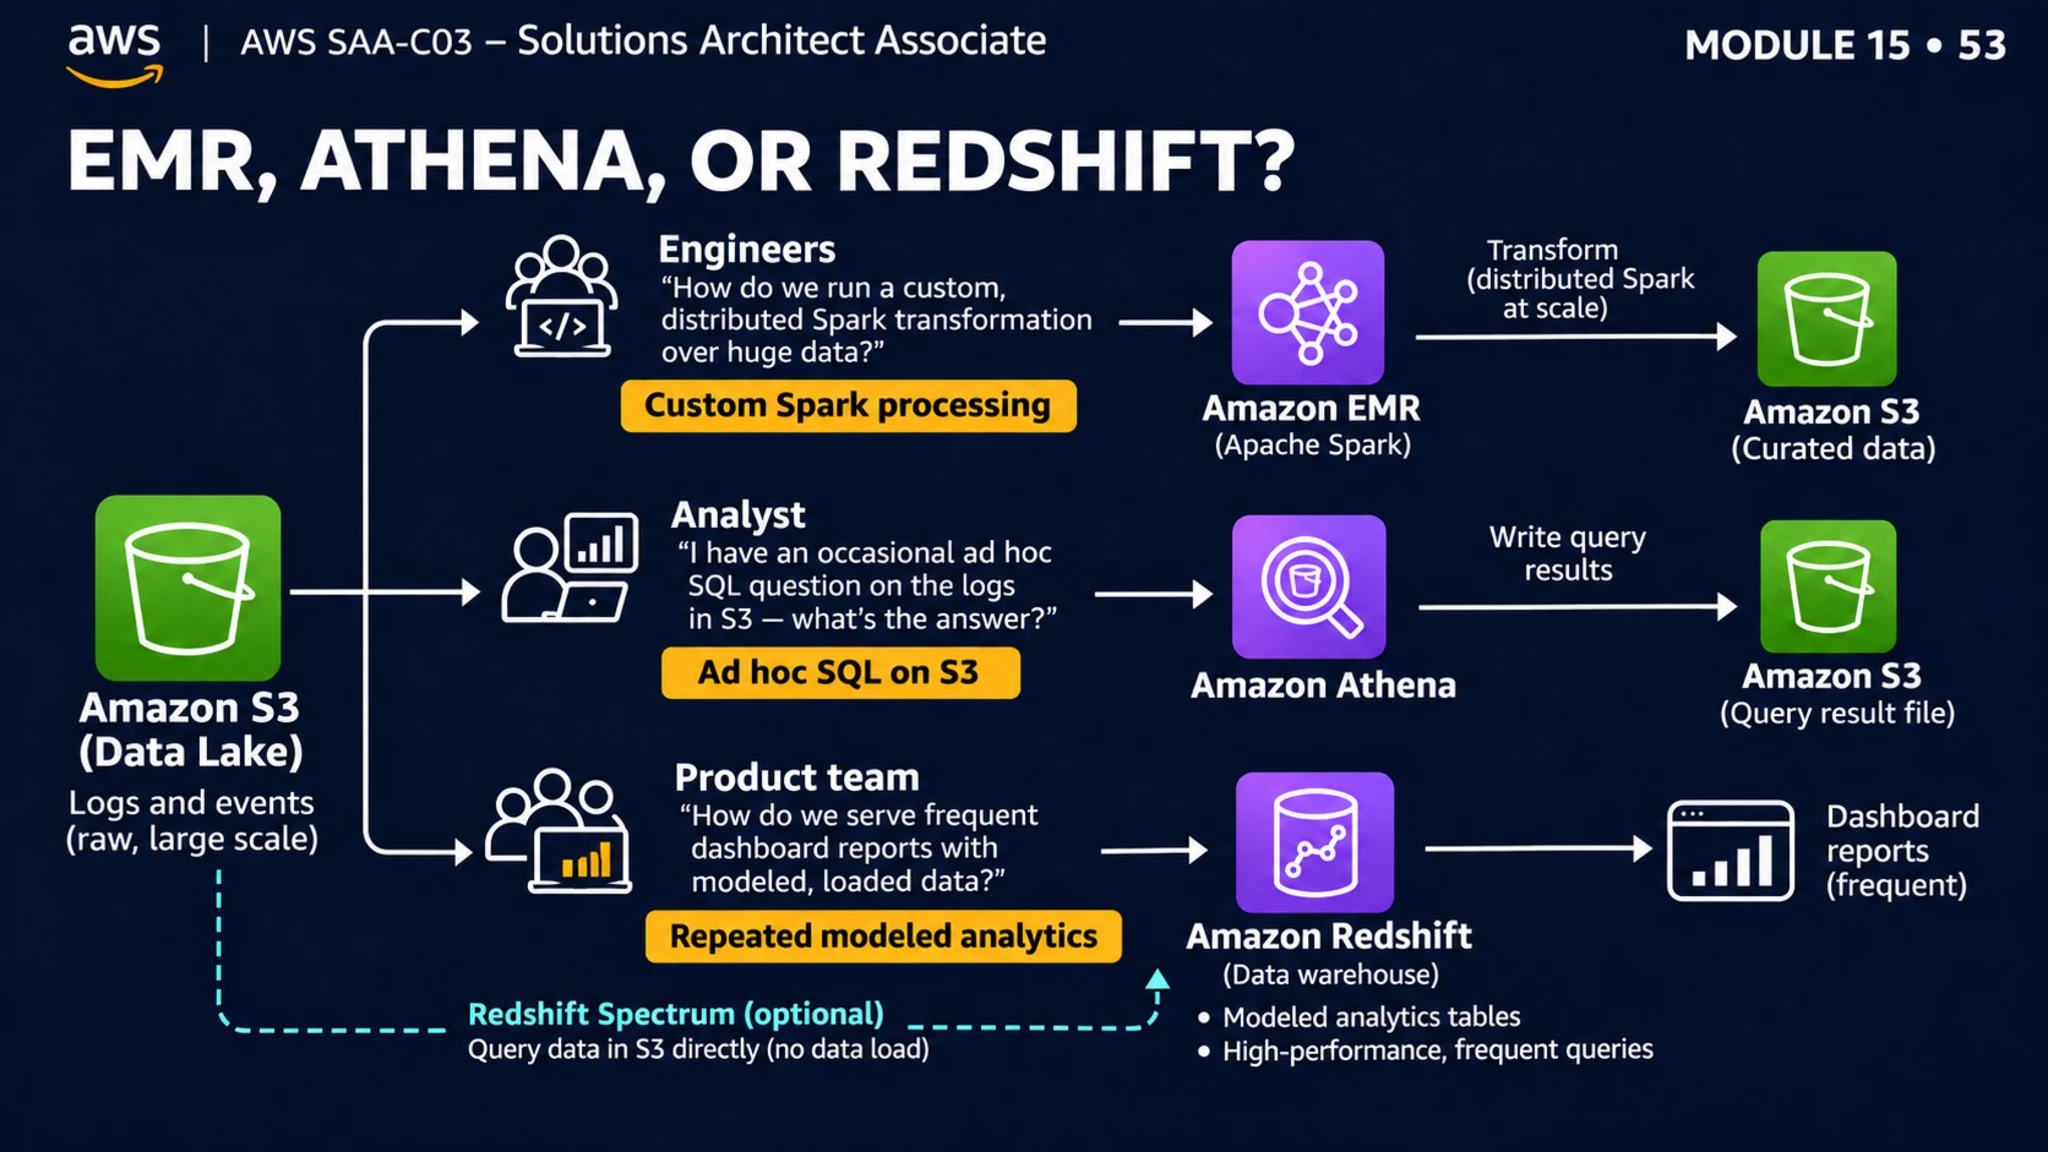 aws | AWS SAA-C03 – Solutions Architect Associate
MODULE 15 • 53
EMR, ATHENA, OR REDSHIFT?
Engineers
“How do we run a custom,
distributed Spark transformation
over huge data?”
Custom Spark processing
</>
Amazon EMR
(Apache Spark)
Transform
(distributed Spark
at scale)
Amazon S3
(Curated data)
Amazon S3
(Data Lake)
Logs and events
(raw, large scale)
Analyst
“I have an occasional ad hoc
SQL question on the logs
in S3 — what’s the answer?”
Ad hoc SQL on S3
Amazon Athena
Write query
results
Amazon S3
(Query result file)
Product team
“How do we serve frequent
dashboard reports with
modeled, loaded data?”
Repeated modeled analytics
Amazon Redshift
(Data warehouse)
• Modeled analytics tables
• High-performance, frequent queries
Dashboard
reports
(frequent)
Redshift Spectrum (optional)
Query data in S3 directly (no data load)